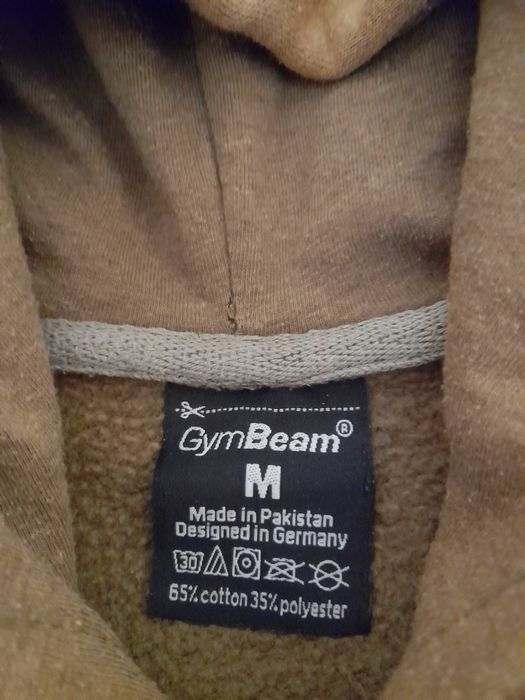 GymBeam®
M
Made in Pakistan
Designed in Germany
30
65% cotton 35% polyester